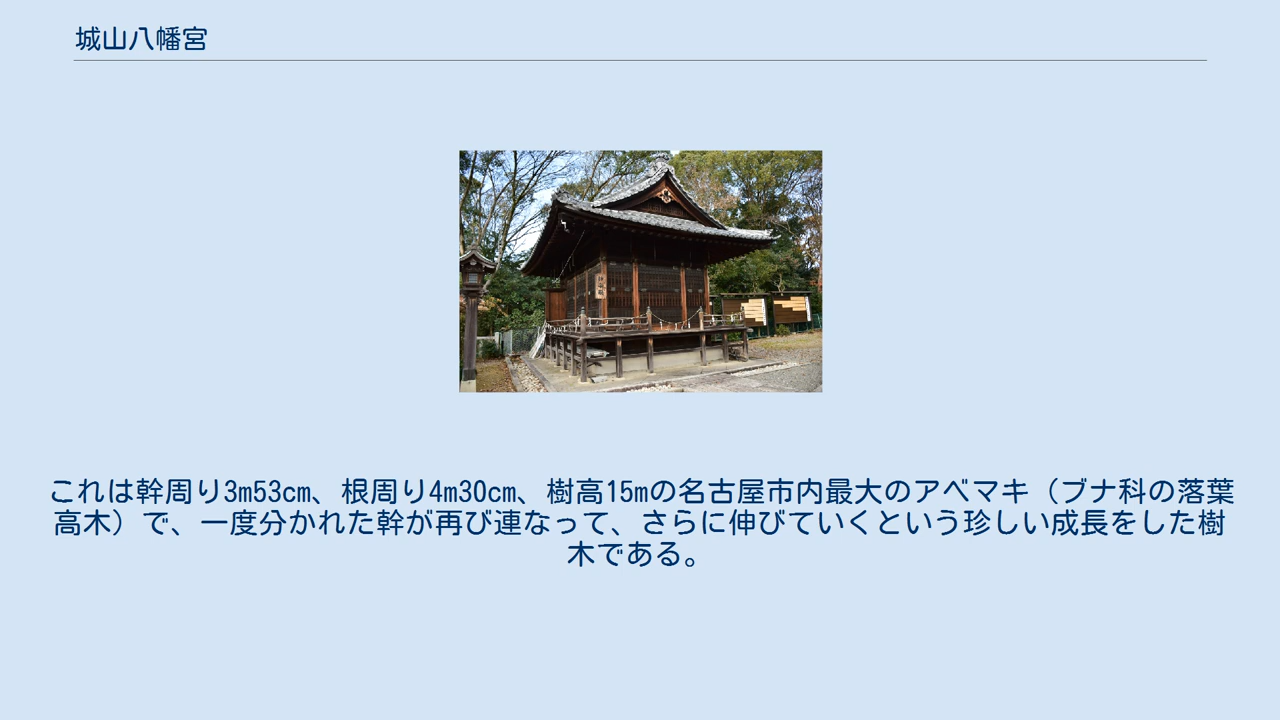 城山八幡宮
これは幹周り3m53cm、根周り4m30cm、樹高15mの名古屋市内最大のアベマキ（ブナ科の落葉
高木）で、一度分かれた幹が再び連なって、さらに伸びていくという珍しい成長をした樹
木である。